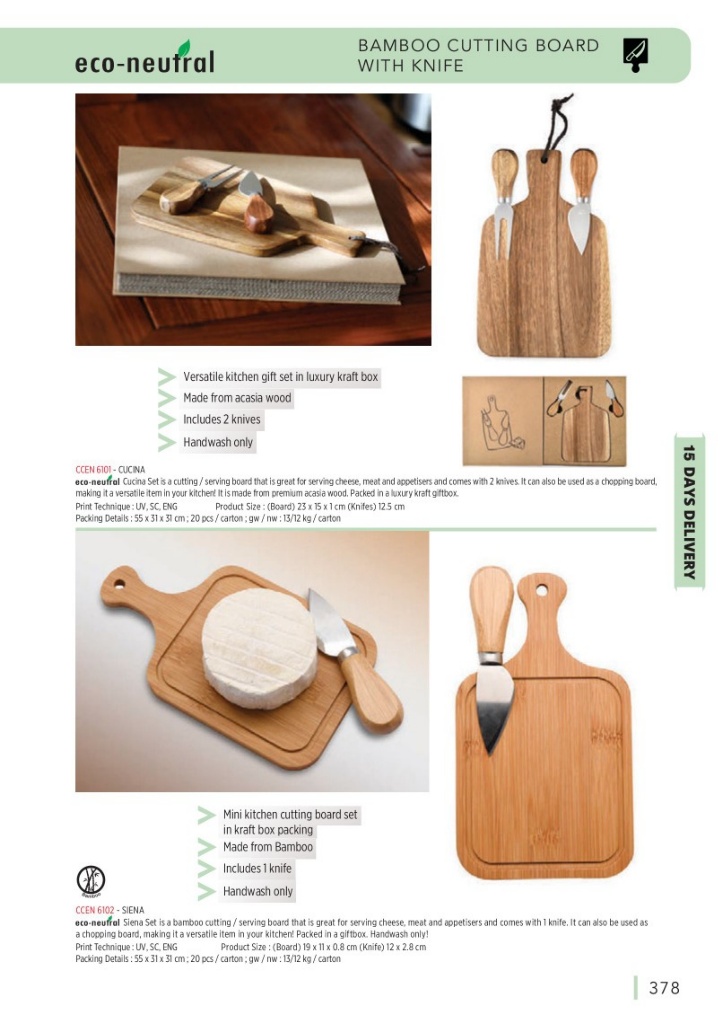 eco-neutral
BAMBOO CUTTING BOARD
WITH KNIFE
Versatile kitchen gift set in luxury kraft box
Made from acasia wood
Includes 2 knives
Handwash only
CCEN 6101 - CUCINA
eco-neutral Cucina Set is a cutting / serving board that is great for serving cheese, meat and appetisers and comes with 2 knives. It can also be used as a chopping board,
making it a versatile item in your kitchen! It is made from premium acasia wood. Packed in a luxury kraft giftbox.
Print Technique : UV, SC, ENG Product Size : (Board) 23 x 15 x 1 cm (Knifes) 12.5 cm
Packing Details : 55 x 31 x 31 cm ; 20 pcs / carton ; gw / nw : 13/12 kg / carton
15 DAYS DELIVERY
Mini kitchen cutting board set
in kraft box packing
Made from Bamboo
Includes 1 knife
Handwash only
CCEN 6102 - SIENA
eco-neutral Siena Set is a bamboo cutting / serving board that is great for serving cheese, meat and appetisers and comes with 1 knife. It can also be used as
a chopping board, making it a versatile item in your kitchen! Packed in a giftbox. Handwash only!
Print Technique : UV, SC, ENG Product Size : (Board) 19 x 11 x 0.8 cm (Knife) 12 x 2.8 cm
Packing Details : 55 x 31 x 31 cm ; 20 pcs / carton ; gw / nw : 13/12 kg / carton
378